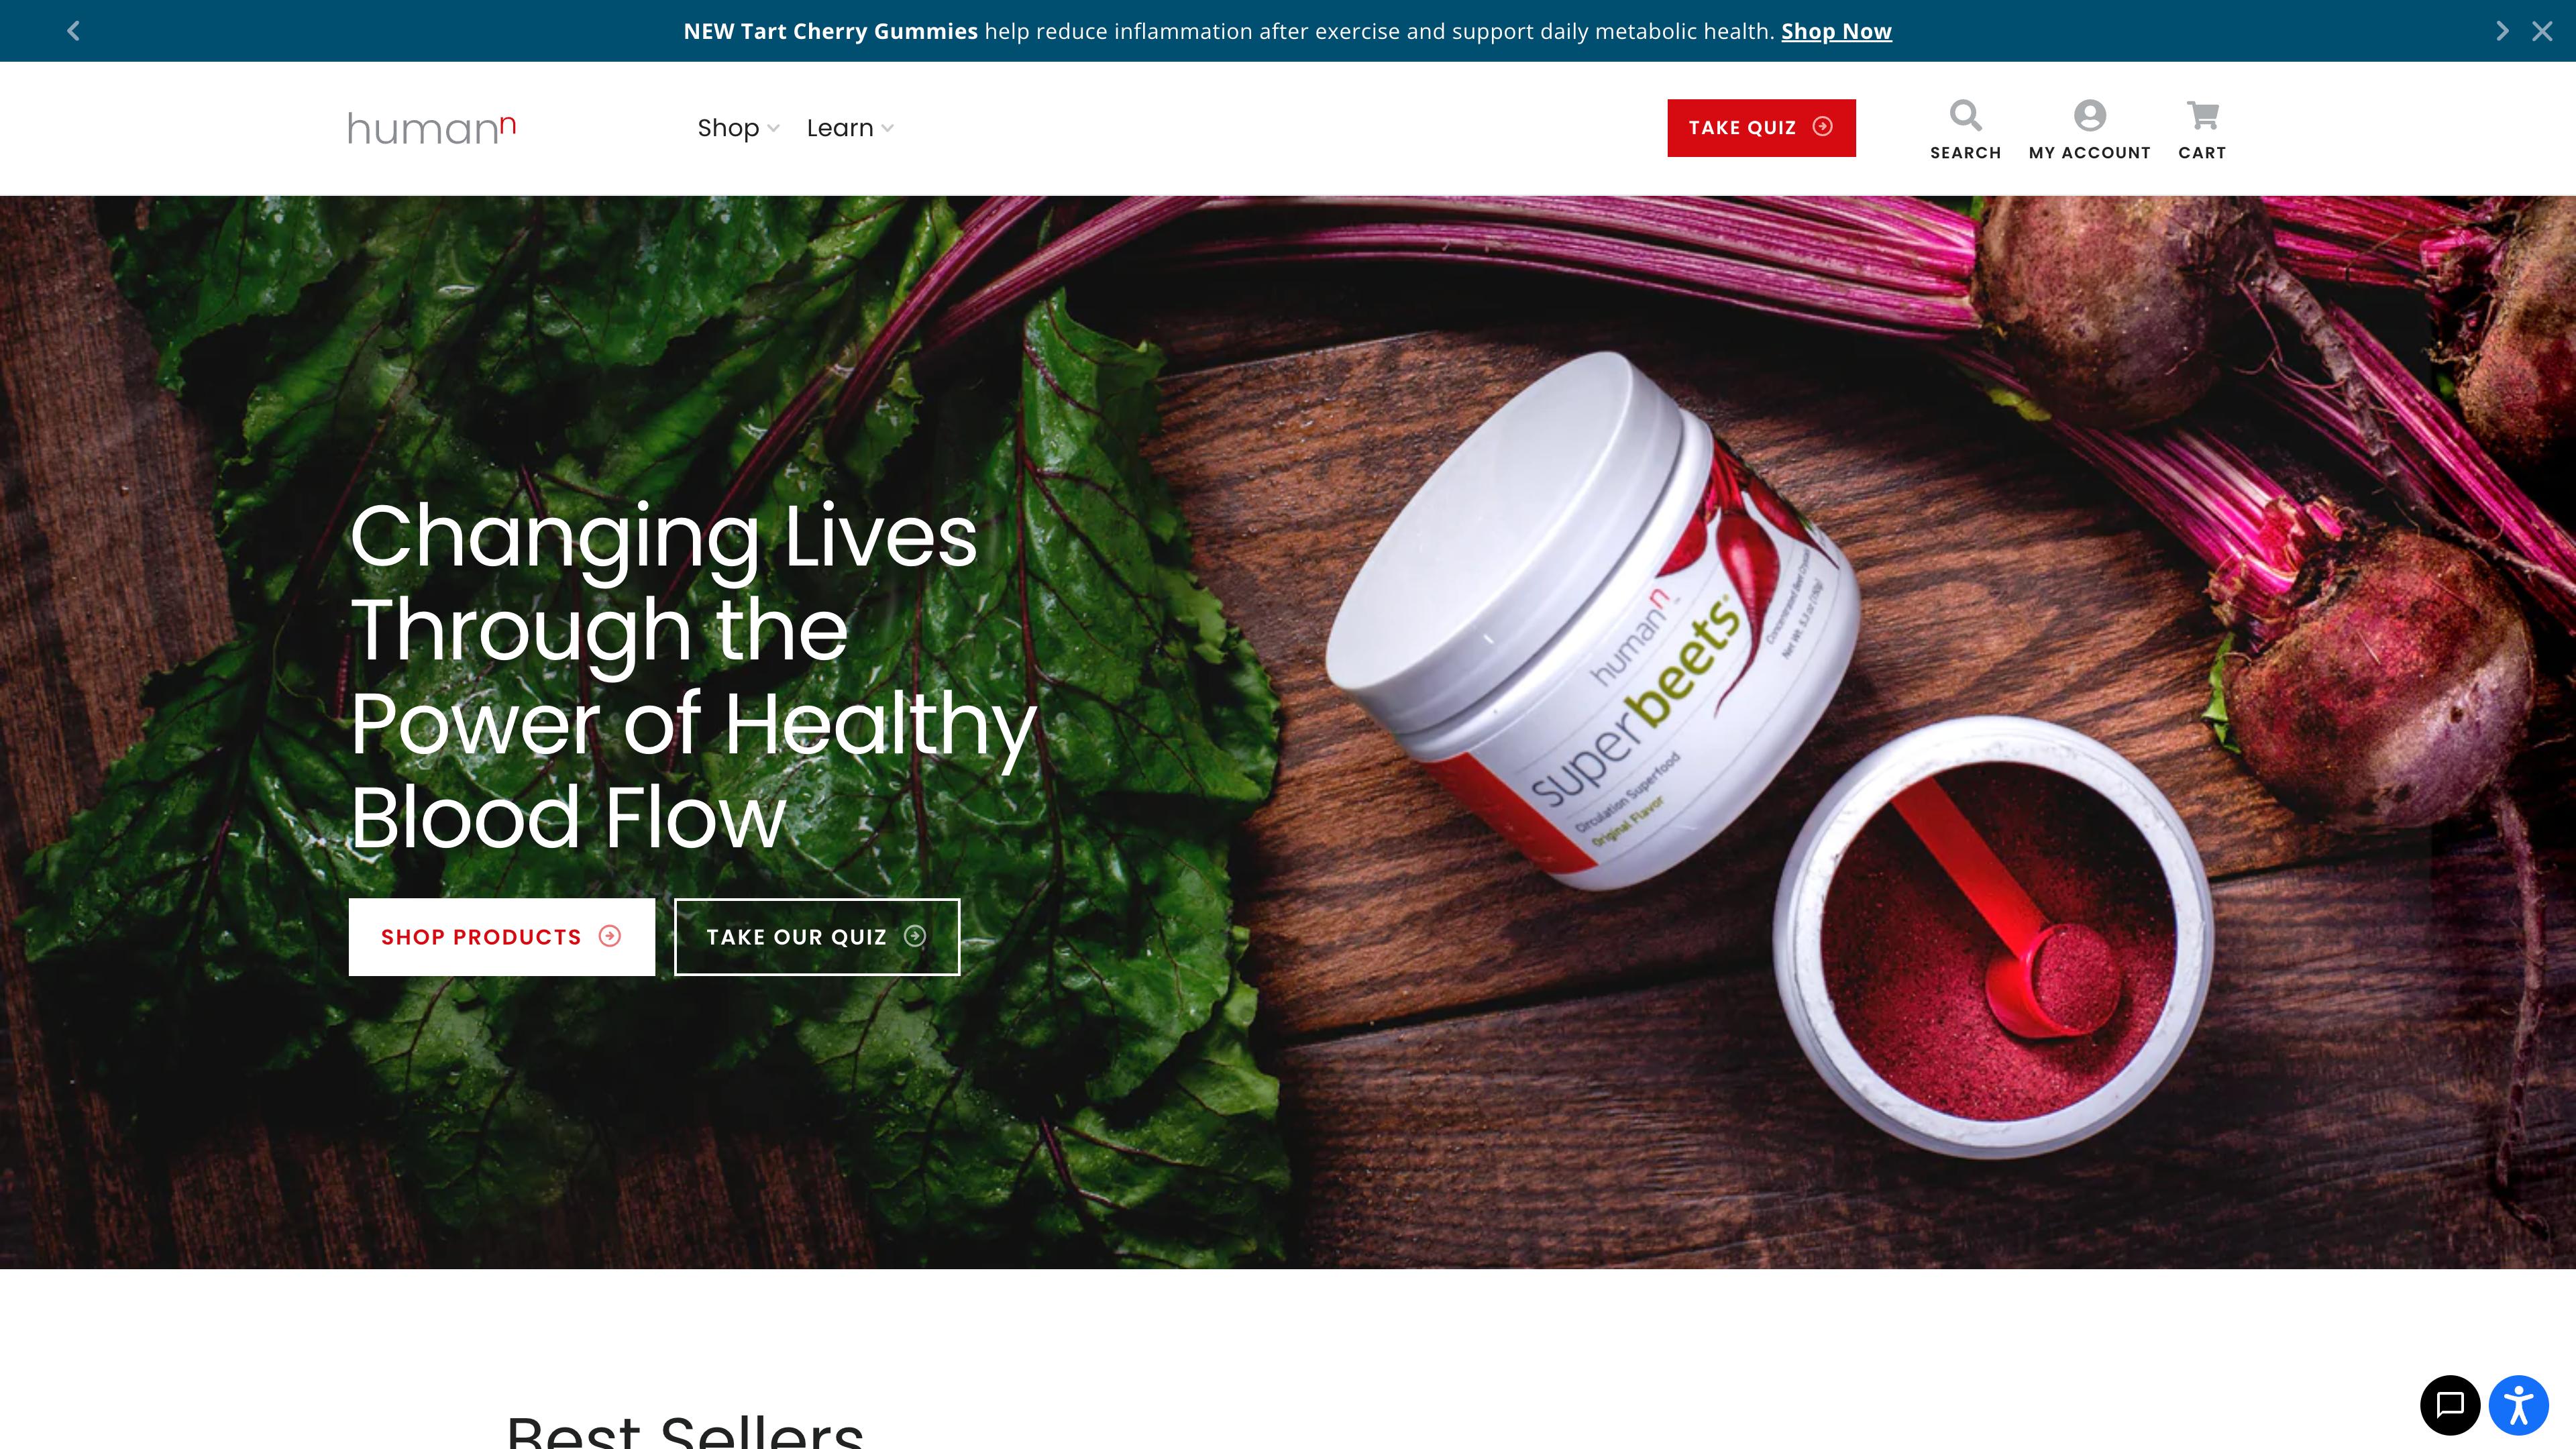 NEW Tart Cherry Gummies help reduce inflammation after exercise and support daily metabolic health. Shop Now
humann
Shop
Learn
TAKE QUIZ
SEARCH
MY ACCOUNT
CART
Changing Lives
Through the
Power of Healthy
Blood Flow
SHOP PRODUCTS
TAKE OUR QUIZ
humann
superbeets®
Circulation Superfood
Original Flavor
Concentrated Beet Crystals
Net Wt. 5.3 oz (150g)
Best Sellers